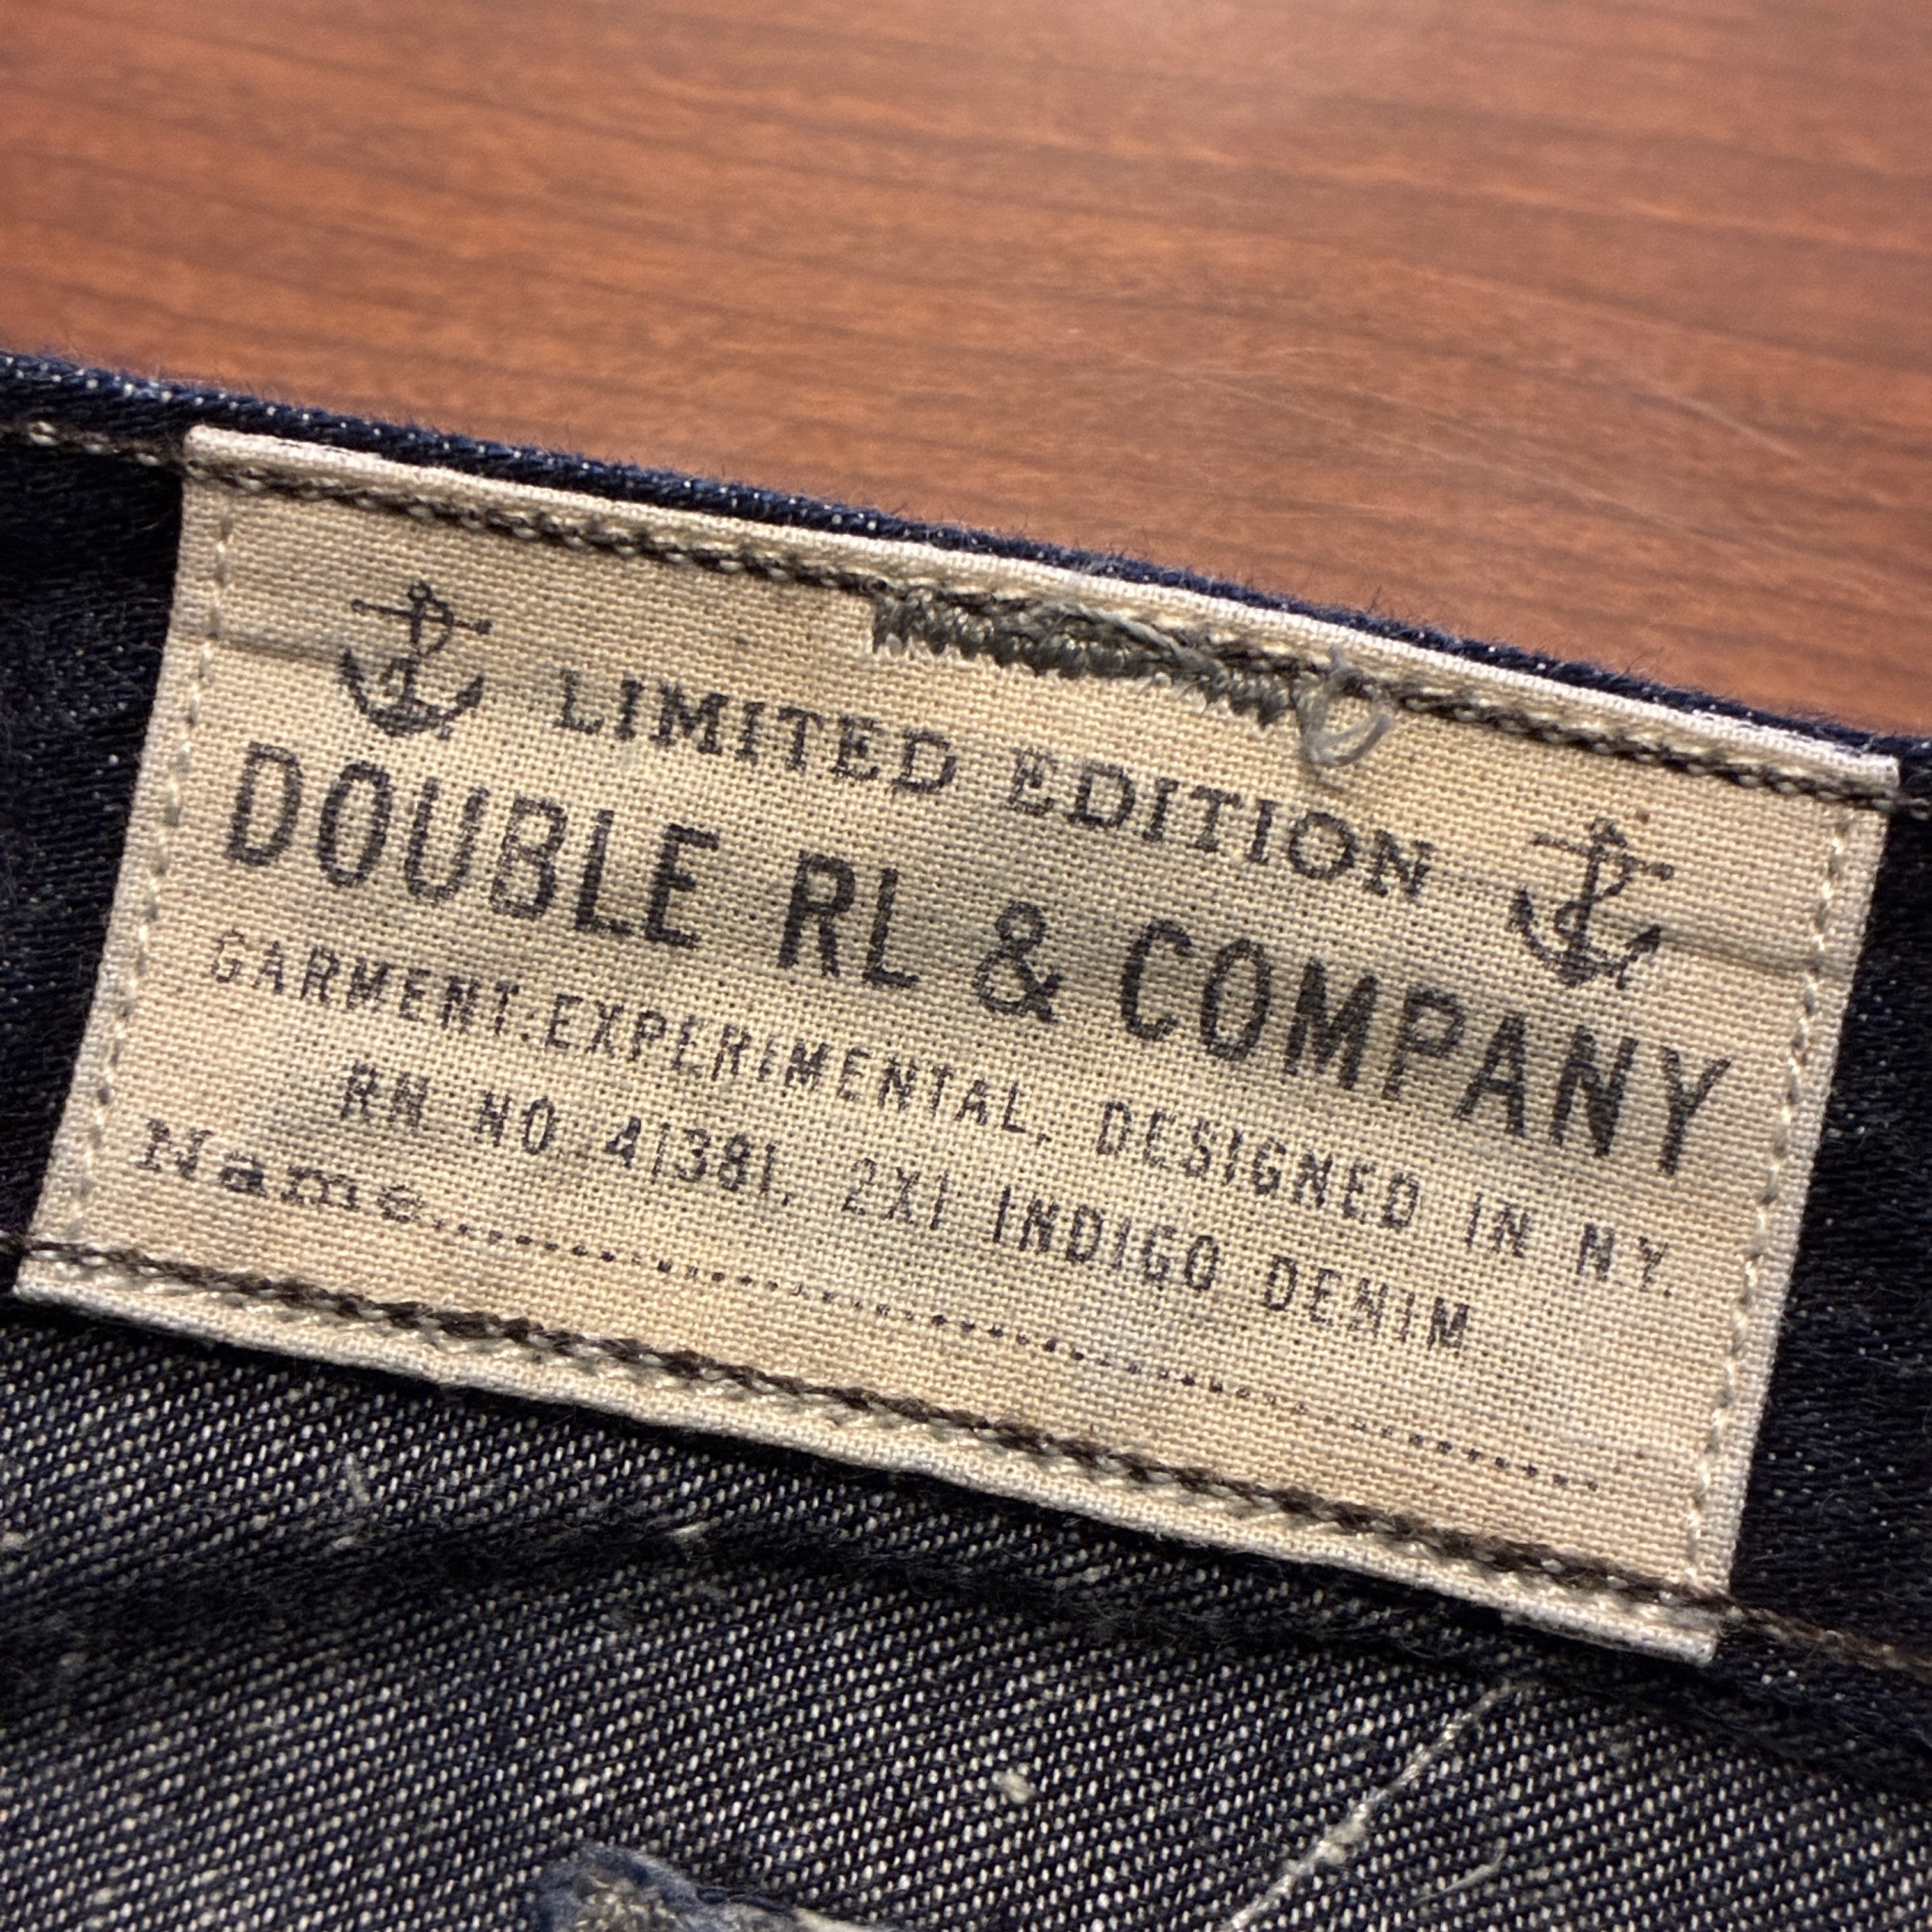 LIMITED EDITION
DOUBLE RL & COMPANY
GARMENT.EXPERIMENTAL, DESIGNED IN N.Y.
RN NO 41381. 2X1 INDIGO DENIM
Name..........................................................